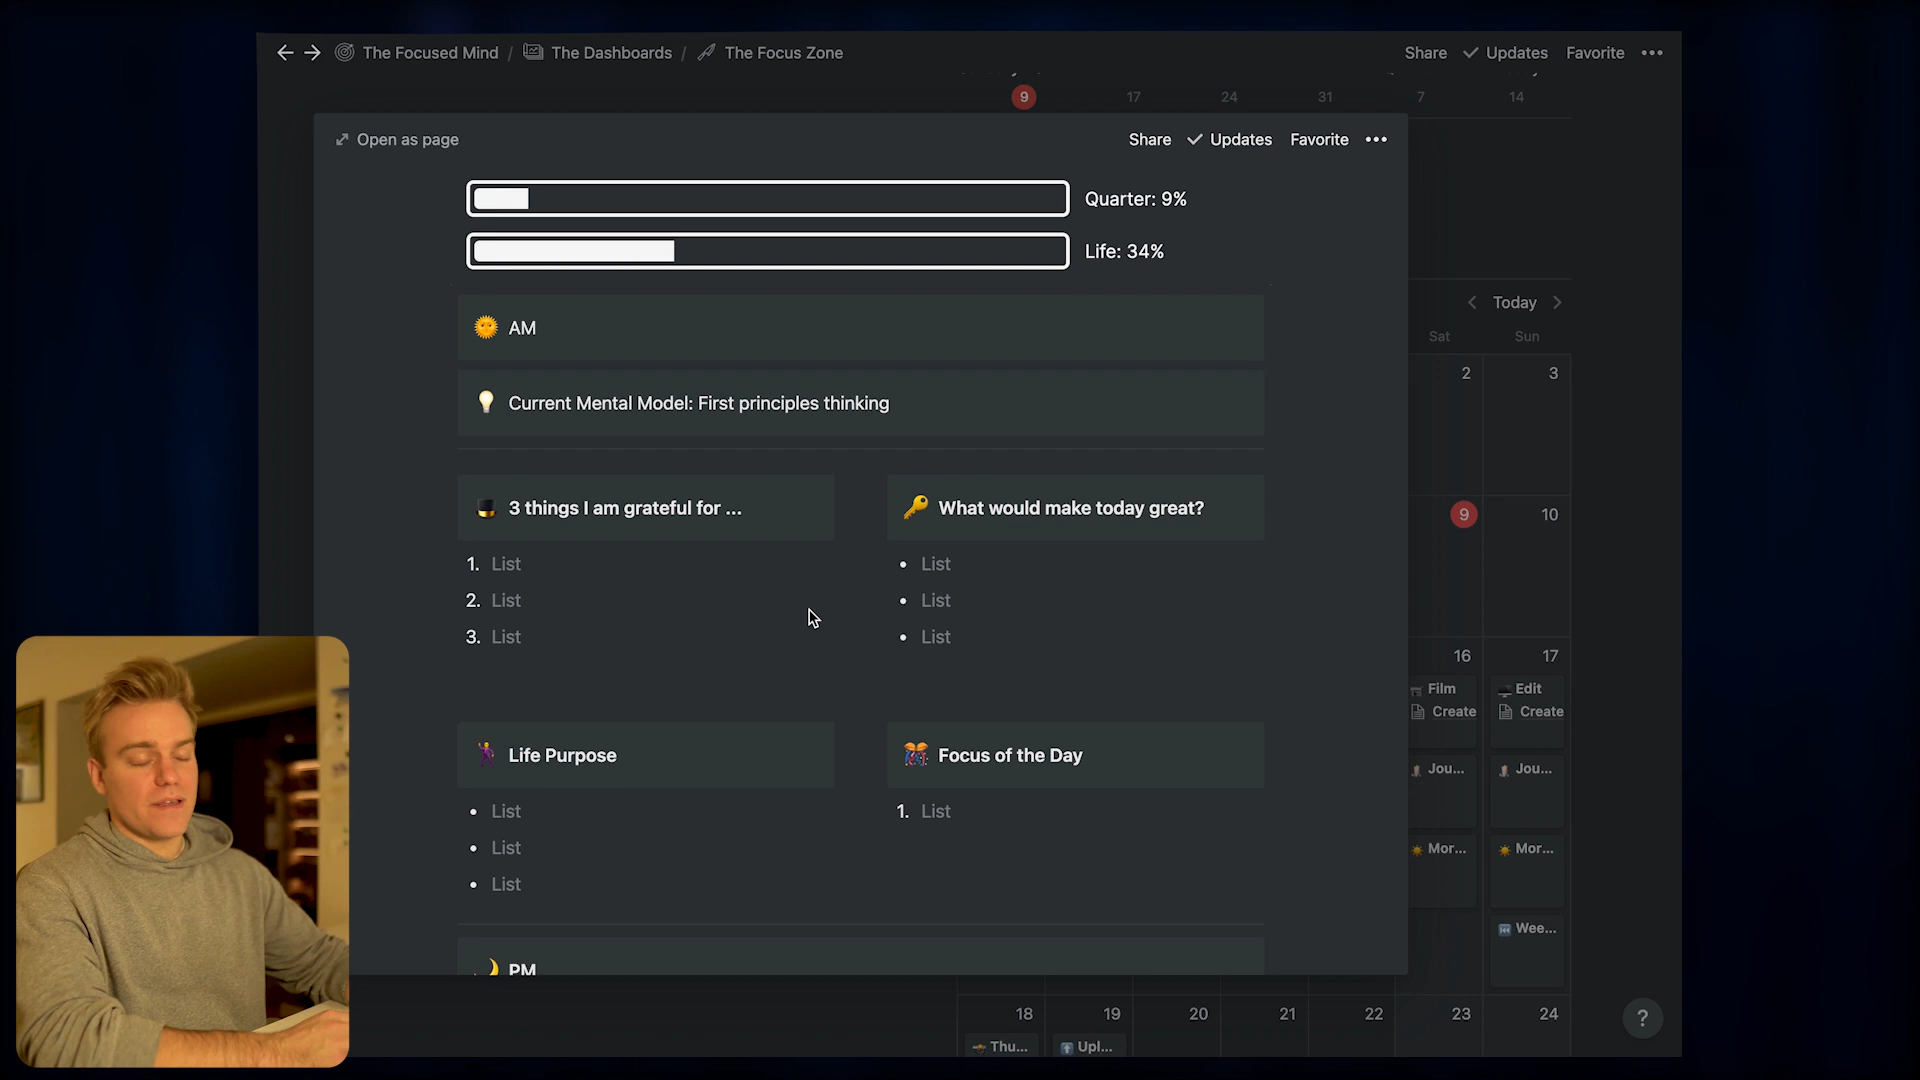 The Focused Mind / The Dashboards / The Focus Zone
Share Updates Favorite
9 17 24 31 7 14
Open as page
Share Updates Favorite
Quarter: 9%
Life: 34%
Today
Sat Sun
AM
2 3
Current Mental Model: First principles thinking
3 things I am grateful for ...
What would make today great?
9 10
1. List
2. List
3. List
• List
• List
• List
16 17
Film
Create
Edit
Create
Life Purpose
Focus of the Day
Jou...
Jou...
• List
• List
• List
1. List
Mor...
Mor...
Wee...
PM
18 19 20 21 22 23 24
Thu...
Upl...
?